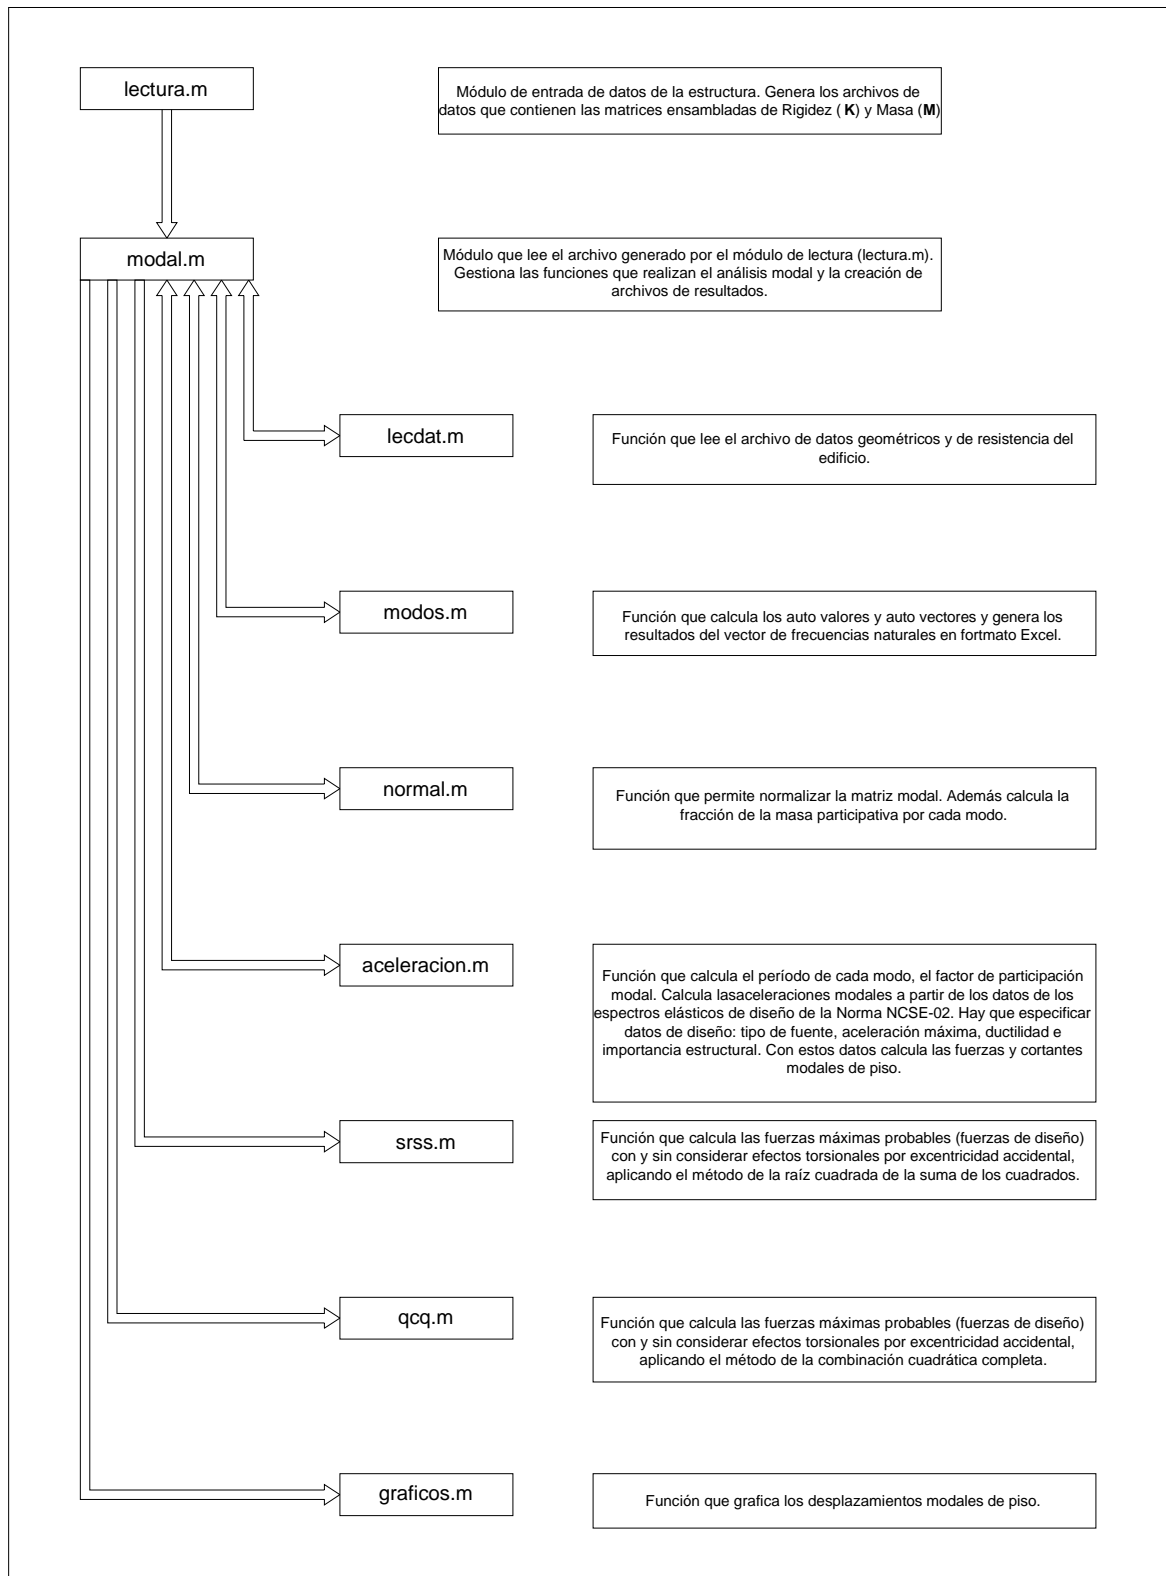 lectura.m
Módulo de entrada de datos de la estructura. Genera los archivos de
datos que contienen las matrices ensambladas de Rigidez ( K) y Masa (M)
modal.m
Módulo que lee el archivo generado por el módulo de lectura (lectura.m).
Gestiona las funciones que realizan el análisis modal y la creación de
archivos de resultados.
lecdat.m
Función que lee el archivo de datos geométricos y de resistencia del
edificio.
modos.m
Función que calcula los auto valores y auto vectores y genera los
resultados del vector de frecuencias naturales en fortmato Excel.
normal.m
Función que permite normalizar la matriz modal. Además calcula la
fracción de la masa participativa por cada modo.
aceleracion.m
Función que calcula el período de cada modo, el factor de participación
modal. Calcula lasaceleraciones modales a partir de los datos de los
espectros elásticos de diseño de la Norma NCSE-02. Hay que especificar
datos de diseño: tipo de fuente, aceleración máxima, ductilidad e
importancia estructural. Con estos datos calcula las fuerzas y cortantes
modales de piso.
srss.m
Función que calcula las fuerzas máximas probables (fuerzas de diseño)
con y sin considerar efectos torsionales por excentricidad accidental,
aplicando el método de la raíz cuadrada de la suma de los cuadrados.
qcq.m
Función que calcula las fuerzas máximas probables (fuerzas de diseño)
con y sin considerar efectos torsionales por excentricidad accidental,
aplicando el método de la combinación cuadrática completa.
graficos.m
Función que grafica los desplazamientos modales de piso.